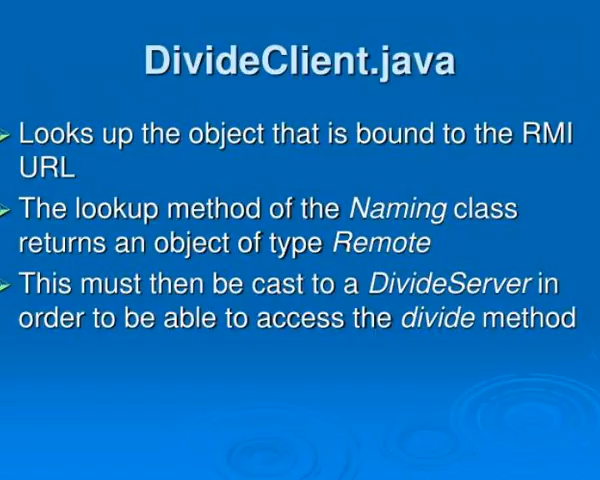 DivideClient.java
Looks up the object that is bound to the RMI
URL
The lookup method of the Naming class
returns an object of type Remote
This must then be cast to a DivideServer in
order to be able to access the divide method